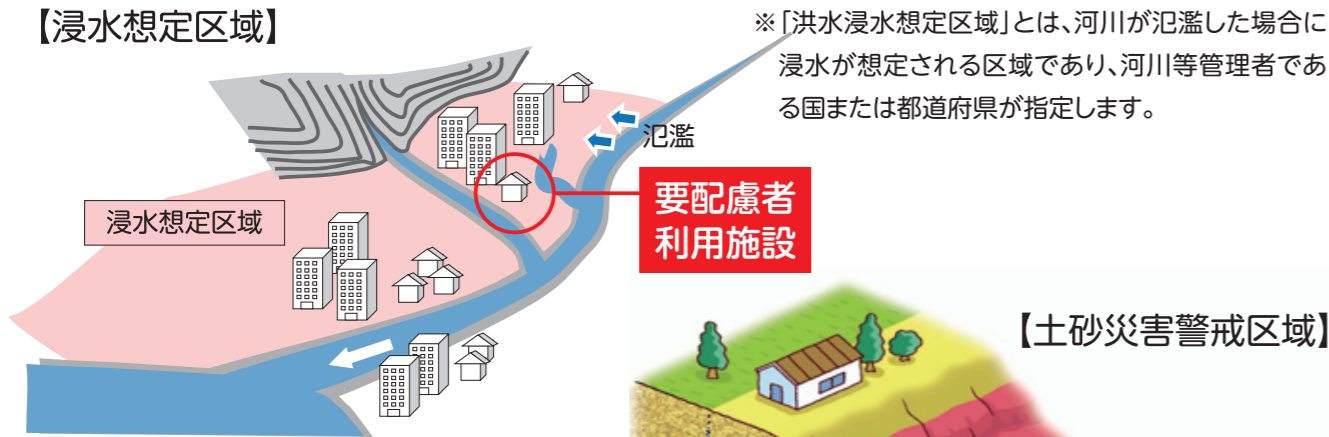 【浸水想定区域】
※「洪水浸水想定区域」とは、河川が氾濫した場合に
浸水が想定される区域であり、河川等管理者であ
る国または都道府県が指定します。
氾濫
要配慮者
利用施設
浸水想定区域
【土砂災害警戒区域】